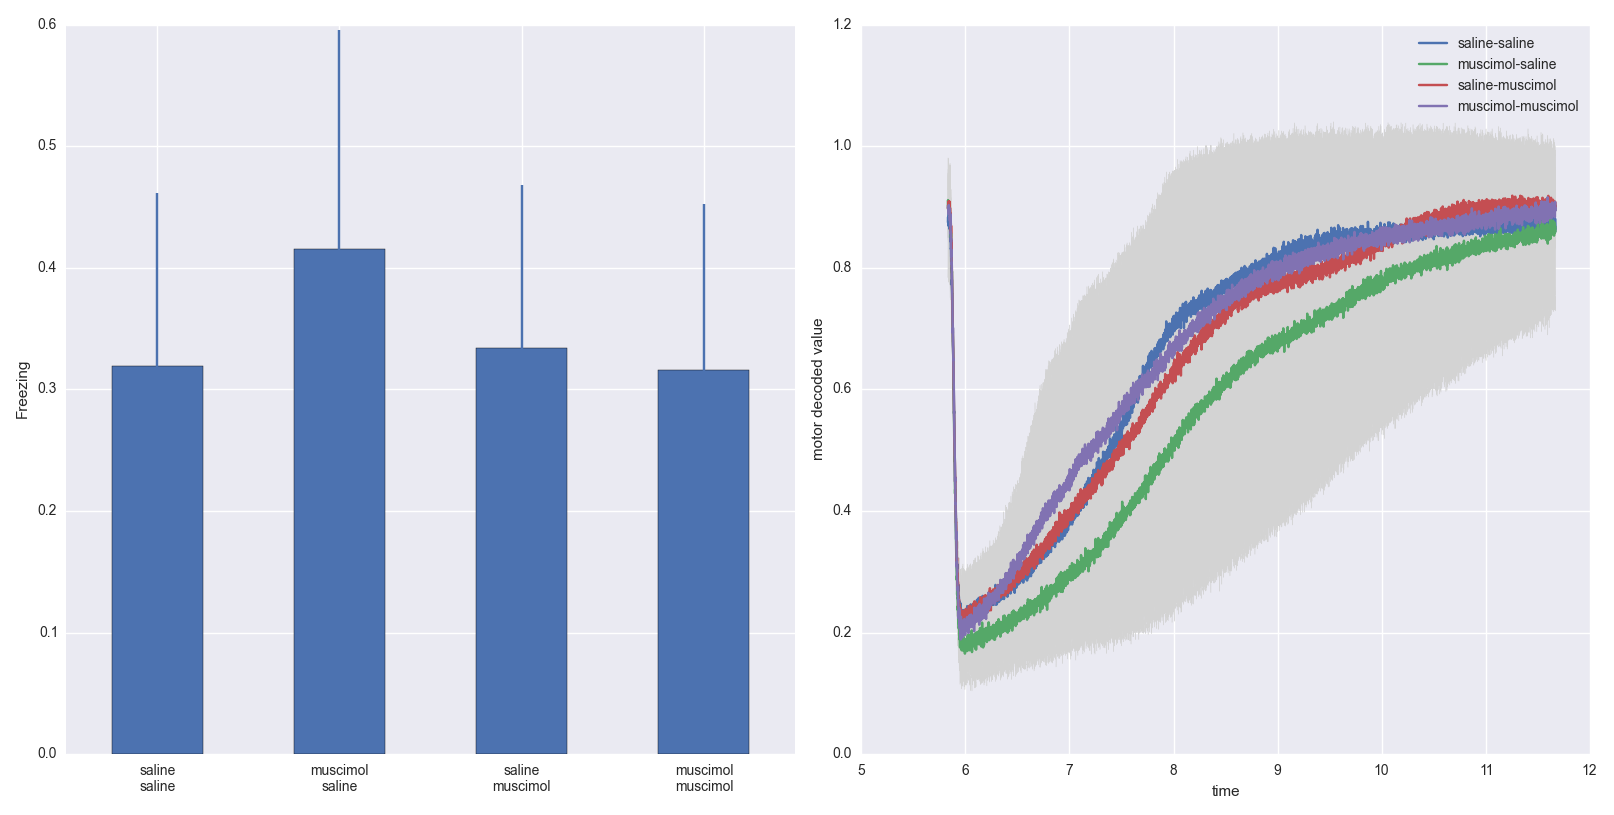 0.6
0.5
0.4
0.3
0.2
0.1
0.0
Freezing
saline
saline
muscimol
saline
saline
muscimol
muscimol
muscimol
1.2
1.0
0.8
0.6
0.4
0.2
0.0
motor decoded value
saline-saline
muscimol-saline
saline-muscimol
muscimol-muscimol
5 6 7 8 9 10 11 12
time